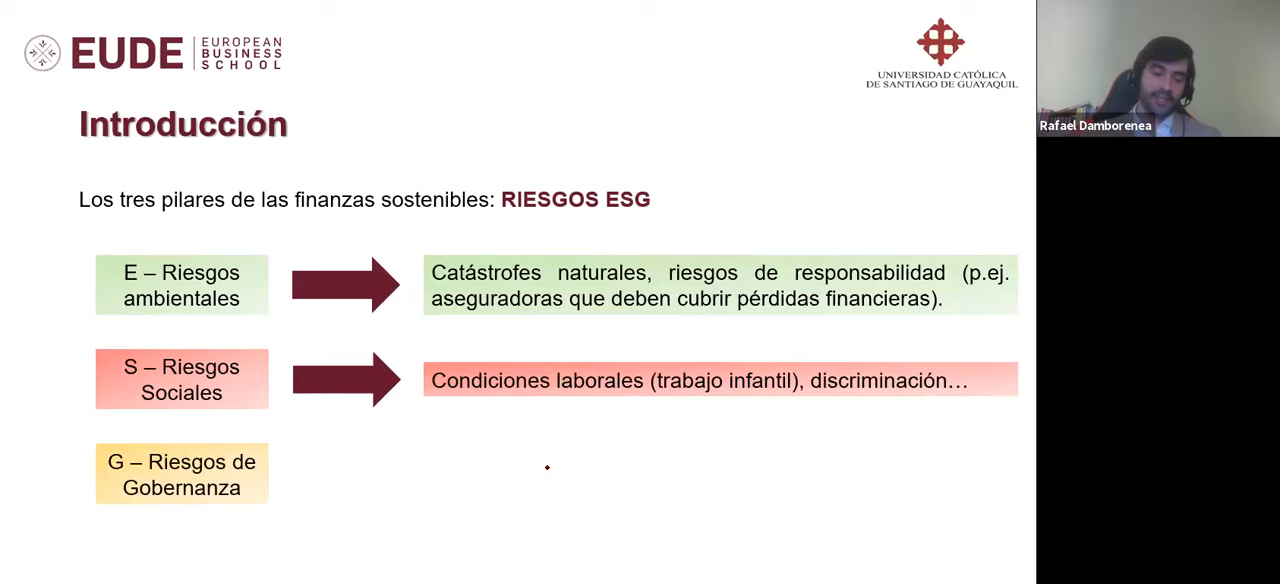 EUDE
EUROPEAN
BUSINESS
SCHOOL
UNIVERSIDAD CATÓLICA
DE SANTIAGO DE GUAYAQUIL
Rafael Damborenea
Introducción
Los tres pilares de las finanzas sostenibles: RIESGOS ESG
E – Riesgos
ambientales
Catástrofes naturales, riesgos de responsabilidad (p.ej.
aseguradoras que deben cubrir pérdidas financieras).
S – Riesgos
Sociales
Condiciones laborales (trabajo infantil), discriminación…
G – Riesgos de
Gobernanza